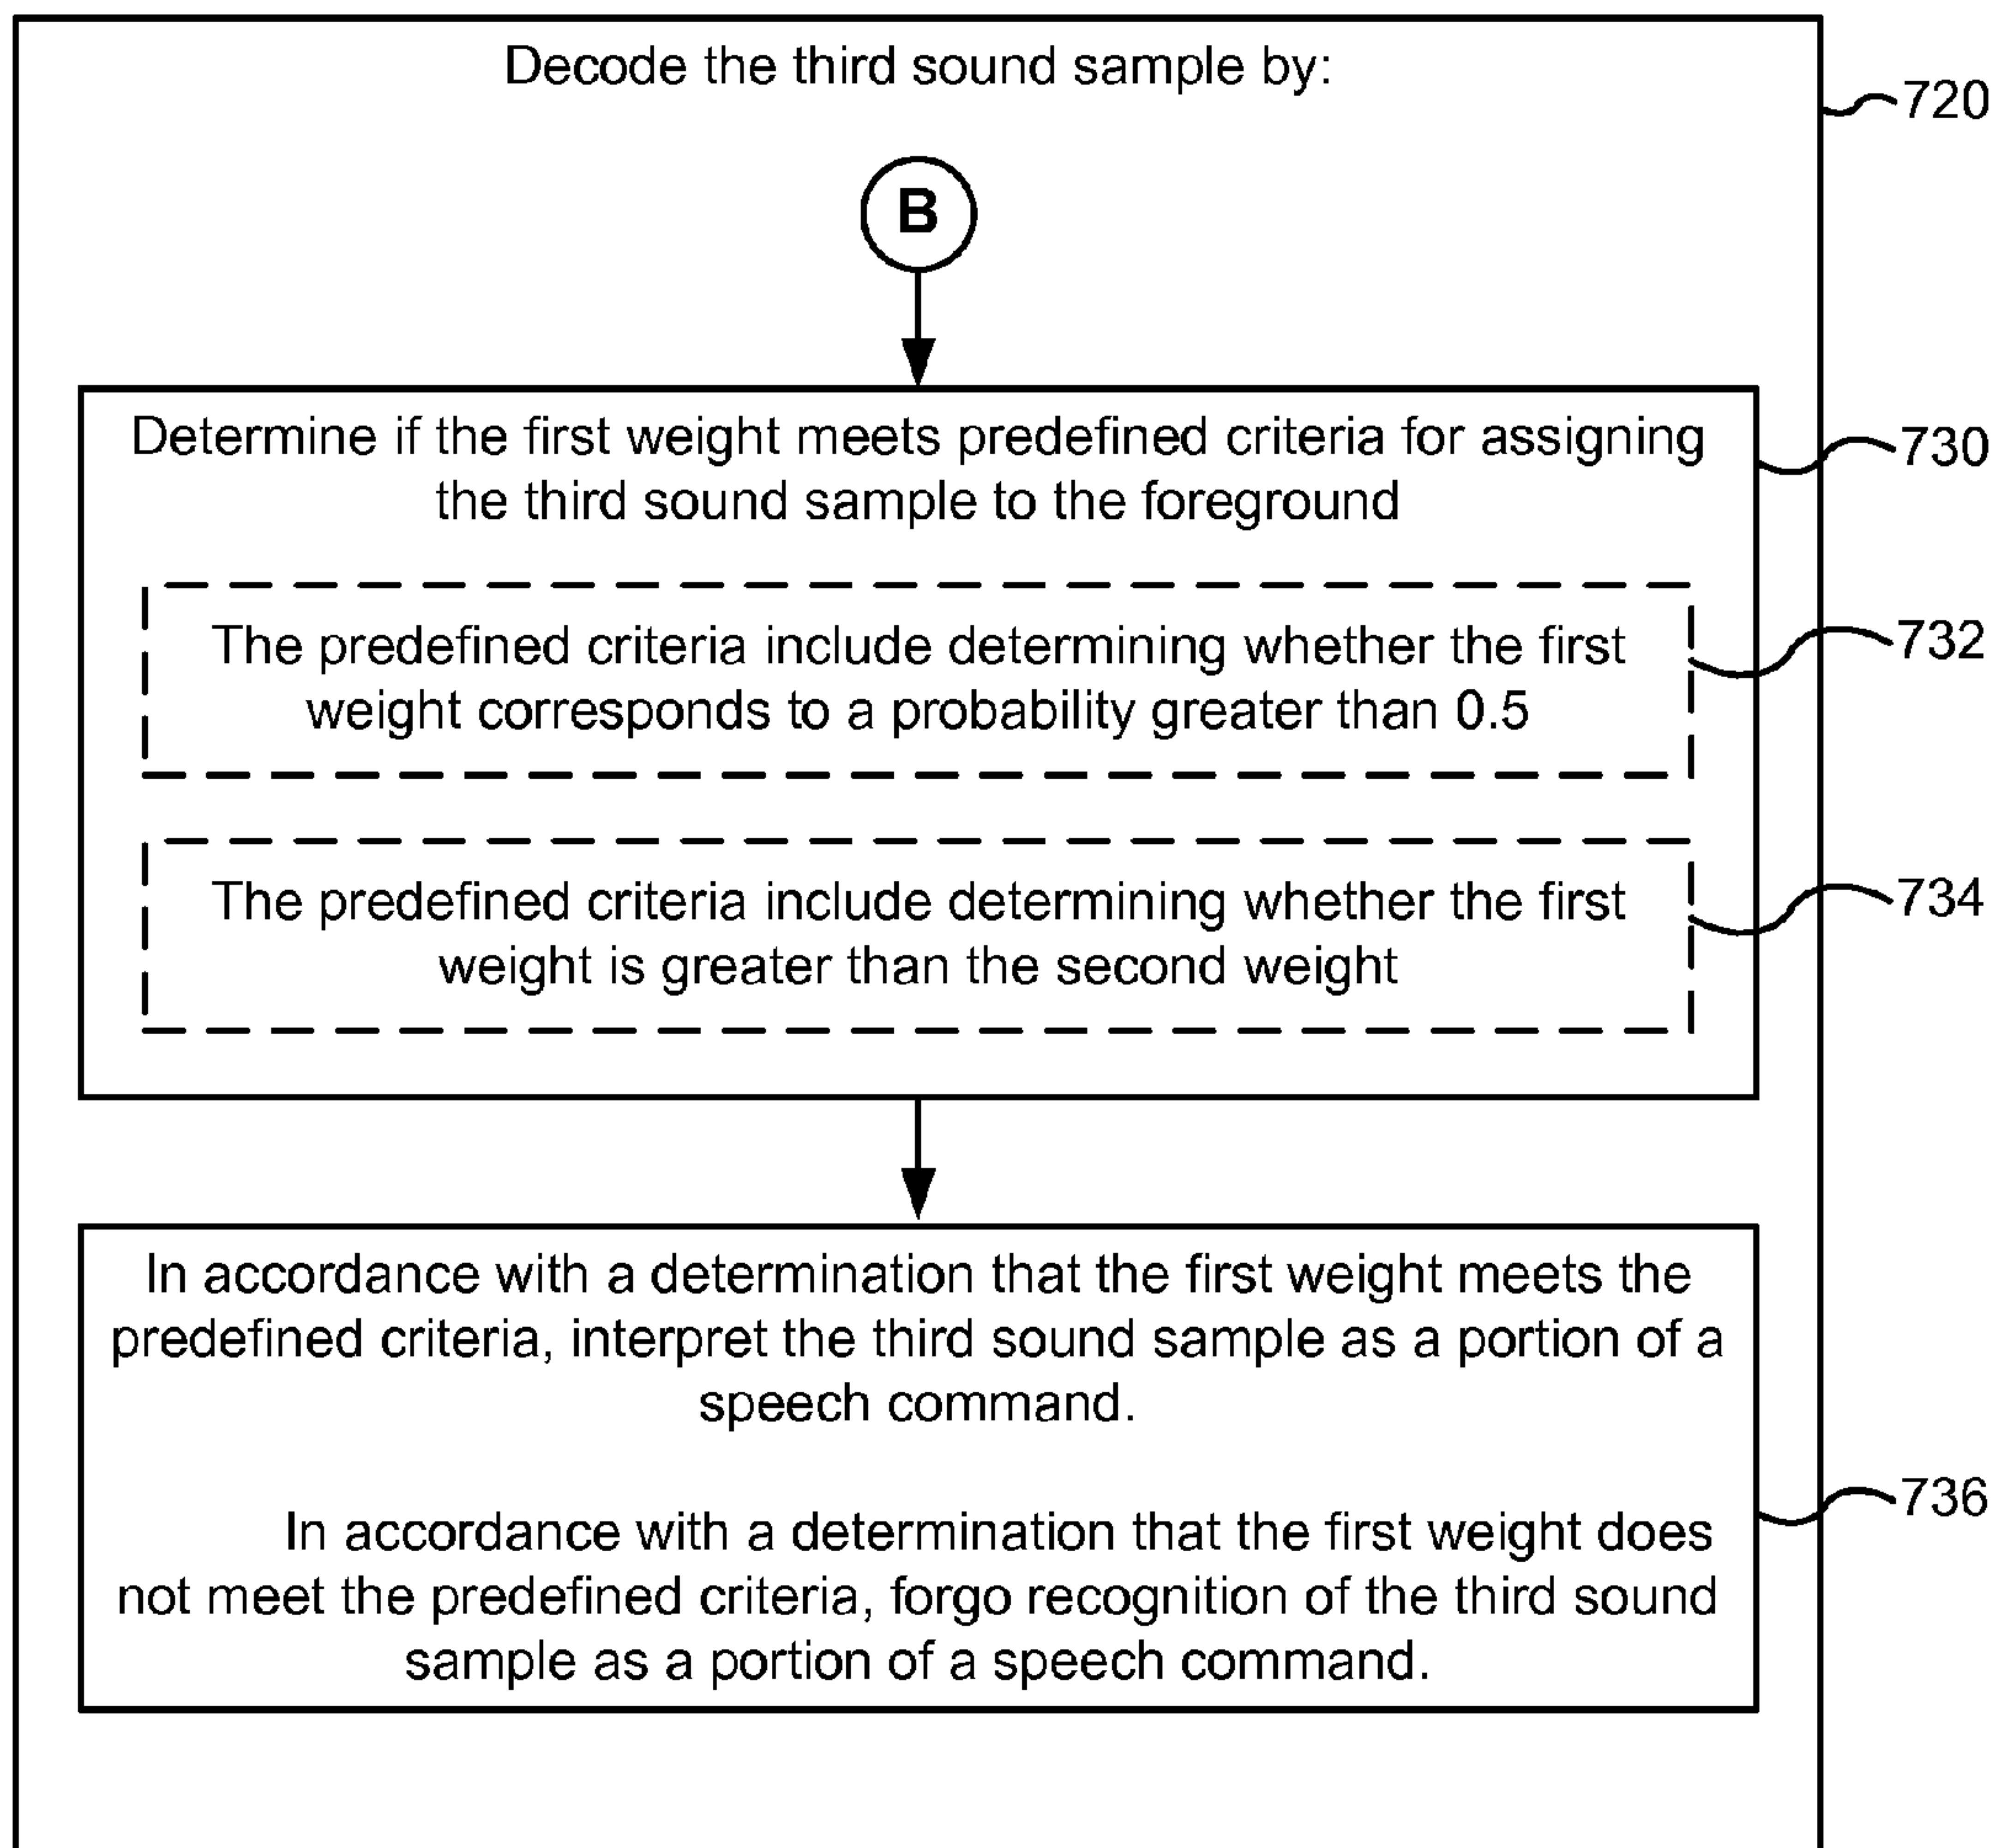 Decode the third sound sample by:
720
B
Determine if the first weight meets predefined criteria for assigning
the third sound sample to the foreground
730
The predefined criteria include determining whether the first
weight corresponds to a probability greater than 0.5
732
The predefined criteria include determining whether the first
weight is greater than the second weight
734
In accordance with a determination that the first weight meets the
predefined criteria, interpret the third sound sample as a portion of a
speech command.
In accordance with a determination that the first weight does
not meet the predefined criteria, forgo recognition of the third sound
sample as a portion of a speech command.
736